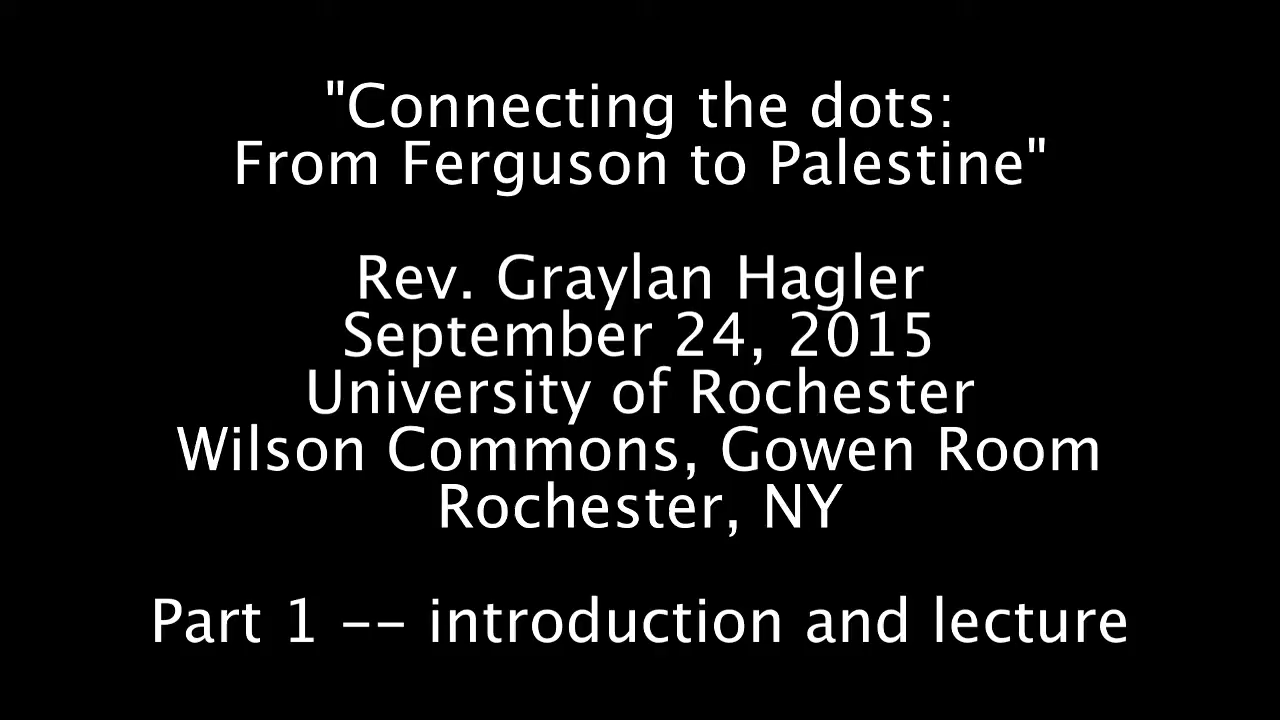 "Connecting the dots:
From Ferguson to Palestine"
Rev. Graylan Hagler
September 24, 2015
University of Rochester
Wilson Commons, Gowen Room
Rochester, NY
Part 1 -- introduction and lecture